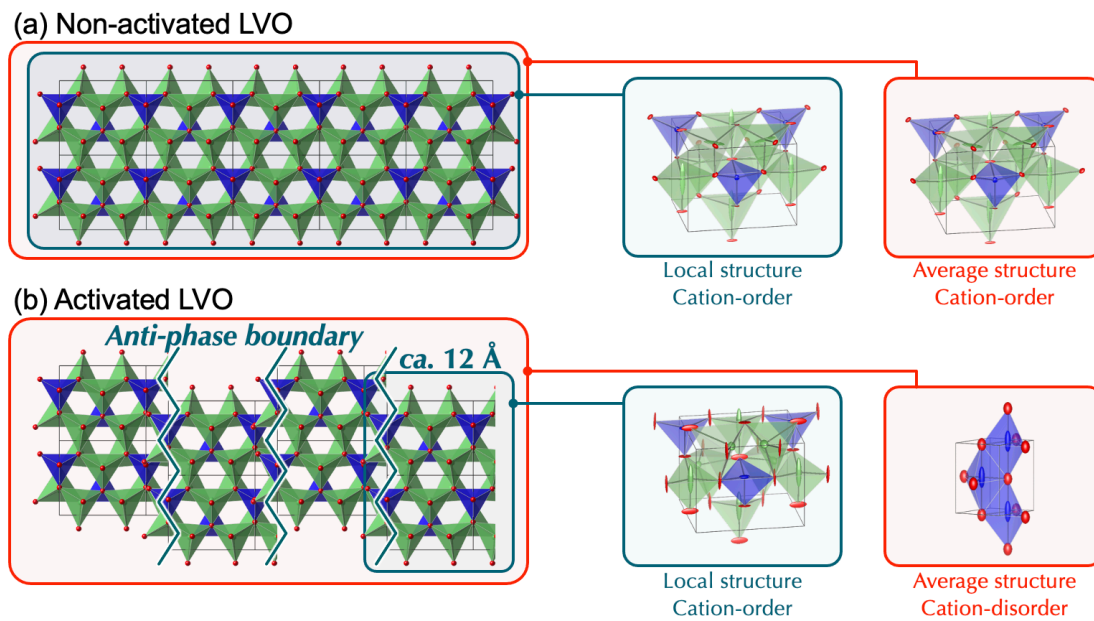 (a) Non-activated LVO
Local structure
Cation-order
Average structure
Cation-order
(b) Activated LVO
Anti-phase boundary
ca. 12 Å
Local structure
Cation-order
Average structure
Cation-disorder